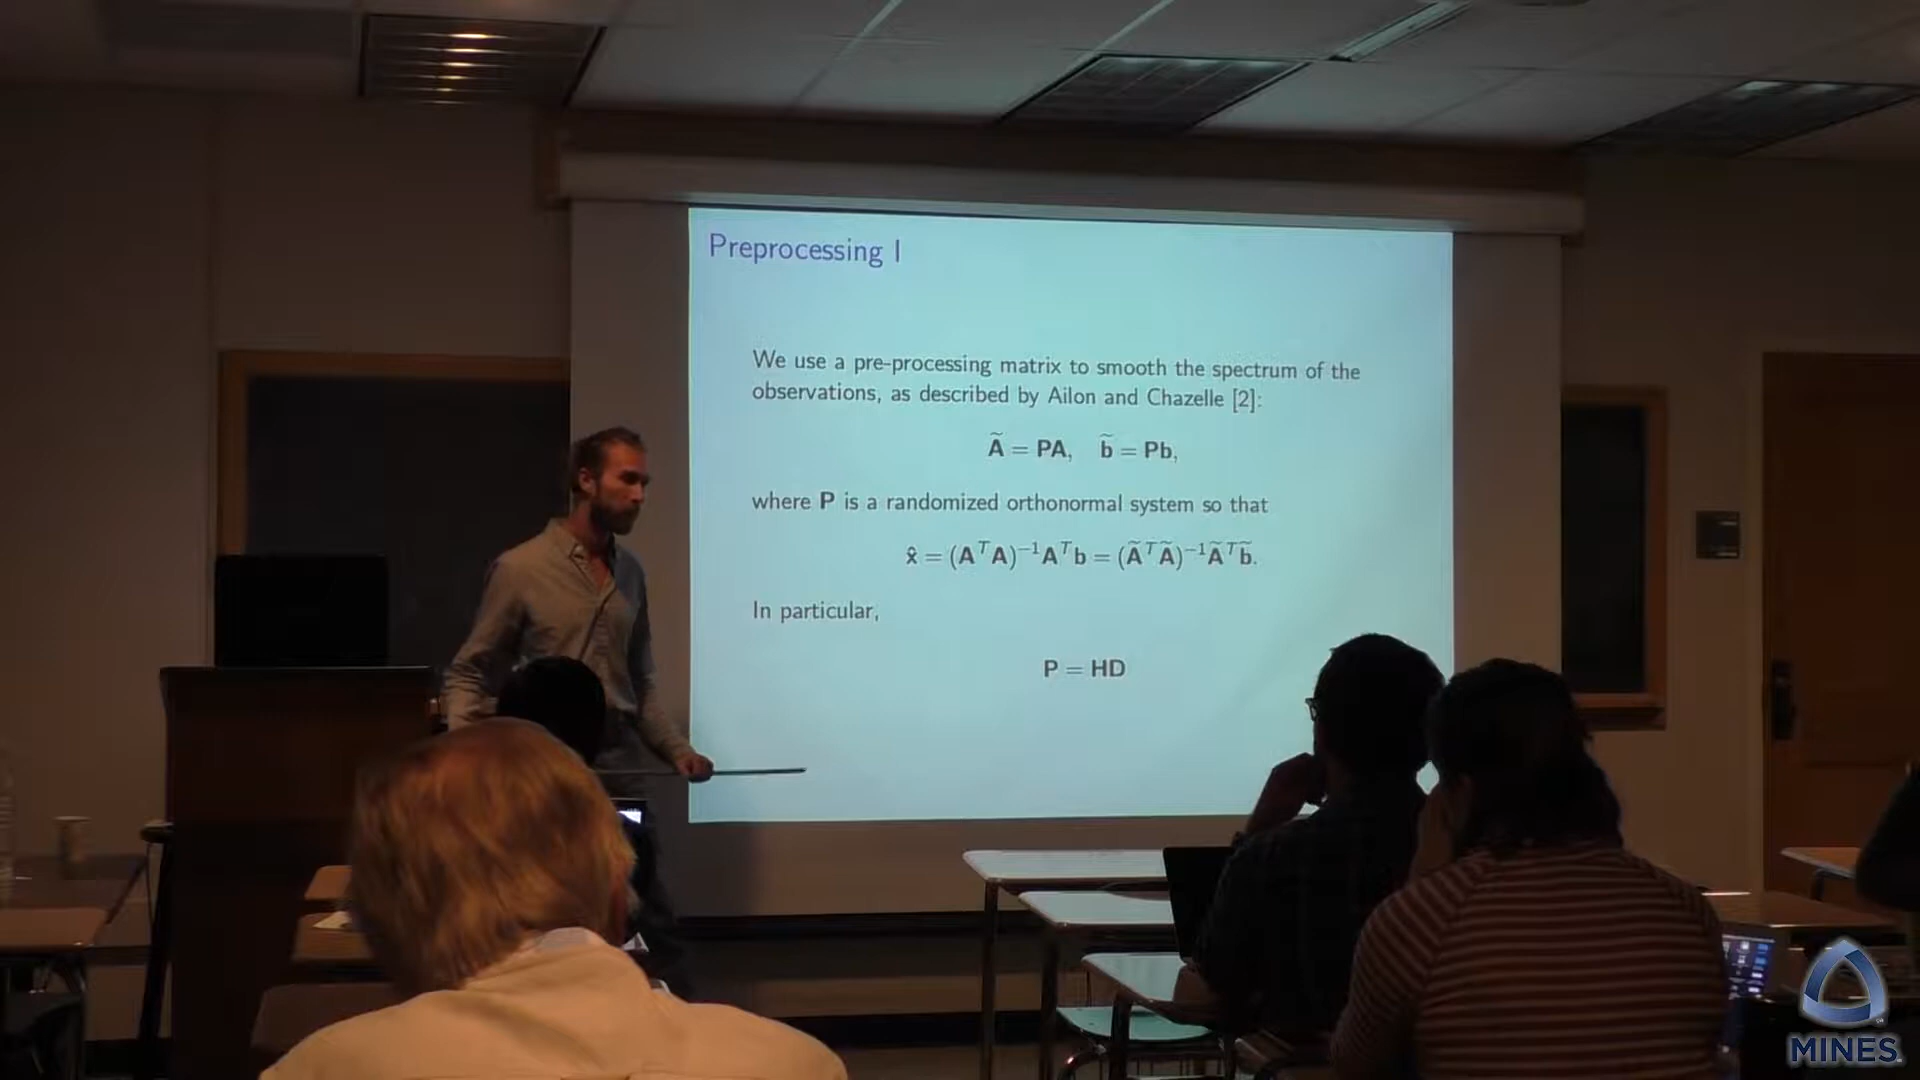 Preprocessing I
We use a pre-processing matrix to smooth the spectrum of the
observations, as described by Ailon and Chazelle [2]:
Ã = PA, b̃ = Pb,
where P is a randomized orthonormal system so that
x̂ = (AᵀA)⁻¹Aᵀb = (ÃᵀÃ)⁻¹Ãᵀb̃.
In particular,
P = HD
MINES